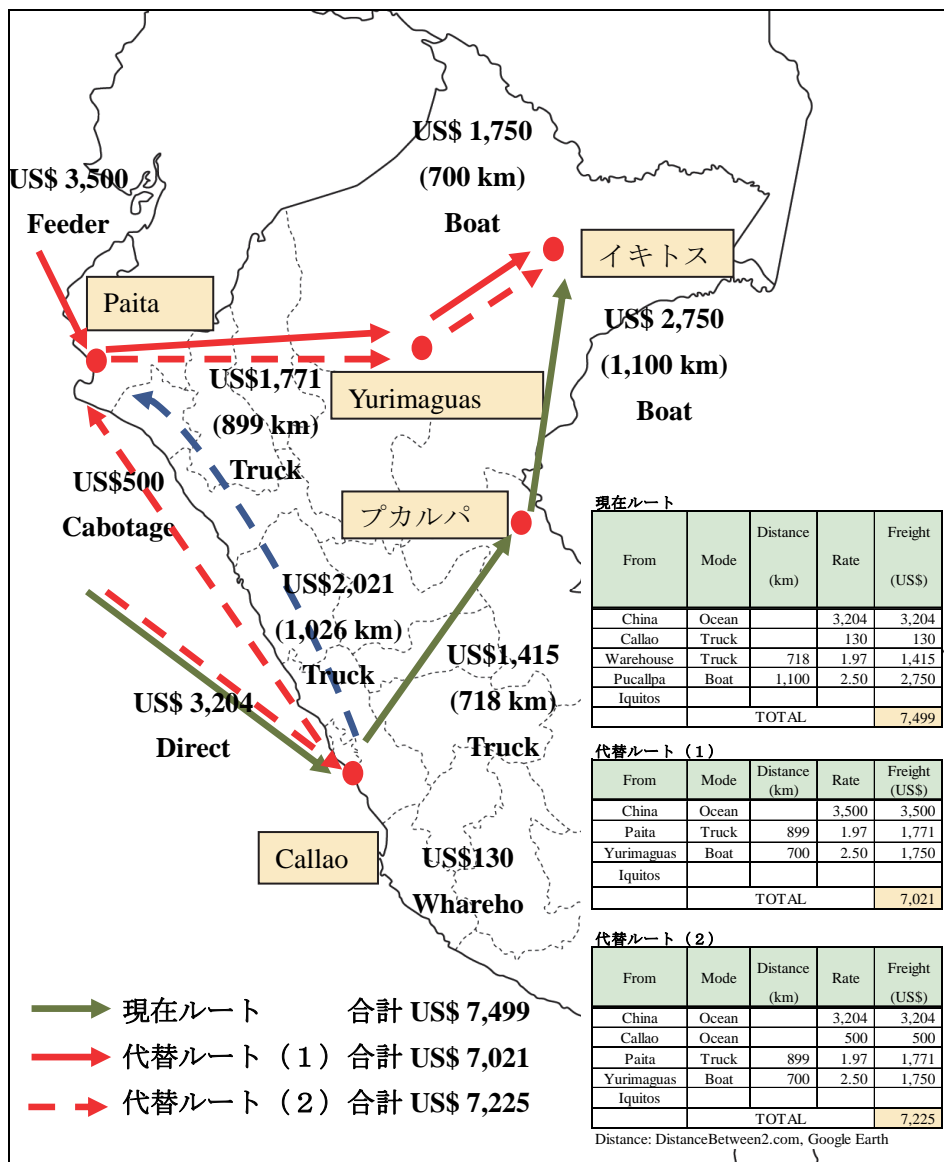 US$ 1,750
(700 km)
Boat
US$ 3,500
Feeder
イキトス
Paita
US$ 2,750
(1,100 km)
Boat
US$1,771
(899 km)
Truck
Yurimaguas
US$500
Cabotage
プカルパ
US$2,021
(1,026 km)
Truck
US$1,415
(718 km)
Truck
US$ 3,204
Direct
Callao
US$130
Whareho
現在ルート 合計 US$ 7,499
代替ルート（１）合計 US$ 7,021
代替ルート（２）合計 US$ 7,225
現在ルート
From Mode Distance (km) Rate Freight (US$)
China Ocean 3,204 3,204
Callao Truck 130 130
Warehouse Truck 718 1.97 1,415
Pucallpa Boat 1,100 2.50 2,750
Iquitos
TOTAL 7,499
代替ルート（１）
From Mode Distance (km) Rate Freight (US$)
China Ocean 3,500 3,500
Paita Truck 899 1.97 1,771
Yurimaguas Boat 700 2.50 1,750
Iquitos
TOTAL 7,021
代替ルート（２）
From Mode Distance (km) Rate Freight (US$)
China Ocean 3,204 3,204
Callao Ocean 500 500
Paita Truck 899 1.97 1,771
Yurimaguas Boat 700 2.50 1,750
Iquitos
TOTAL 7,225
Distance: DistanceBetween2.com, Google Earth